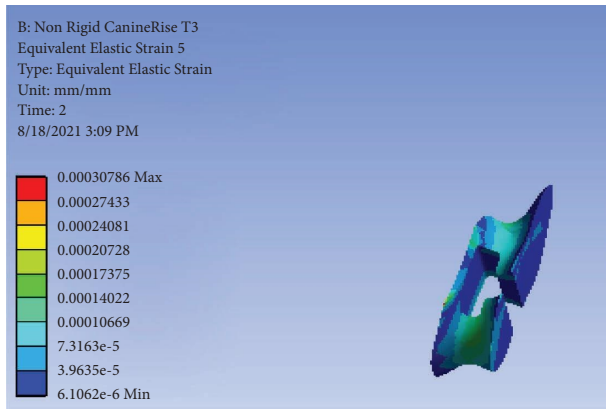 B: Non Rigid CanineRise T3
Equivalent Elastic Strain 5
Type: Equivalent Elastic Strain
Unit: mm/mm
Time: 2
8/18/2021 3:09 PM
0.00030786 Max
0.00027433
0.00024081
0.00020728
0.00017375
0.00014022
0.00010669
7.3163e-5
3.9635e-5
6.1062e-6 Min